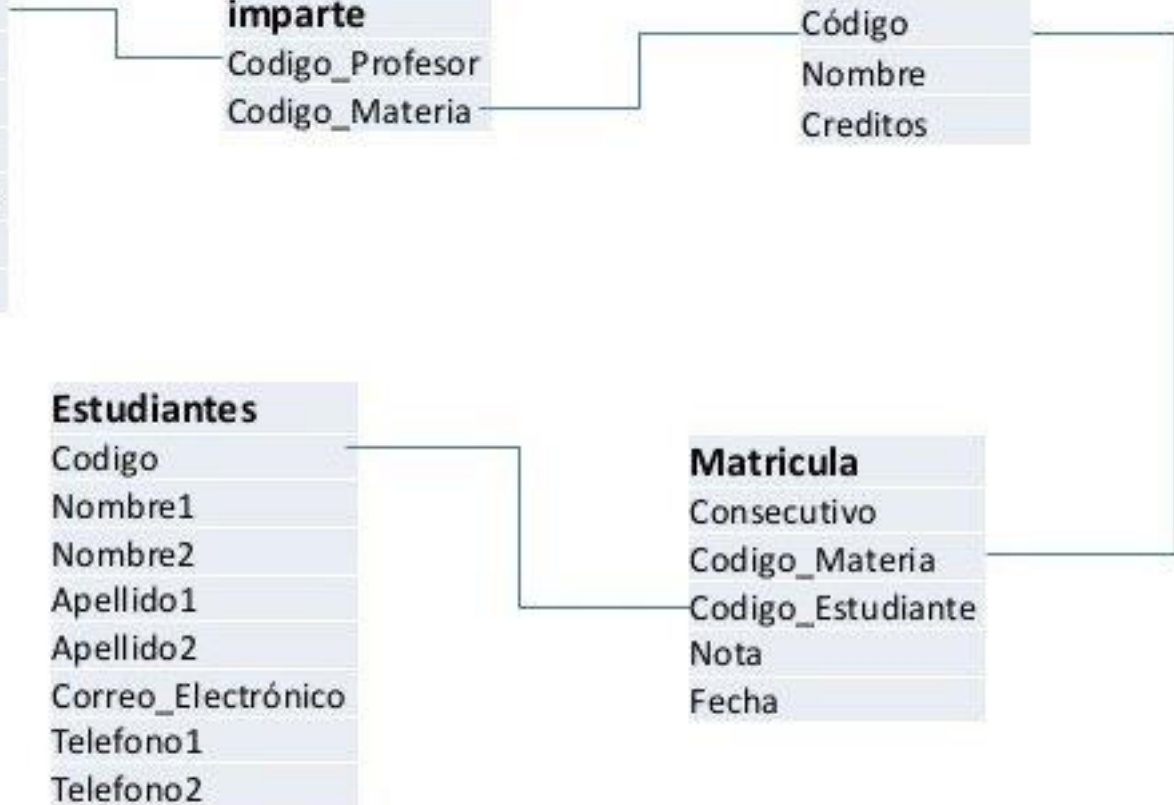 imparte
Codigo_Profesor
Codigo_Materia
Código
Nombre
Creditos
Estudiantes
Codigo
Nombre1
Nombre2
Apellido1
Apellido2
Correo_Electrónico
Telefono1
Telefono2
Matricula
Consecutivo
Codigo_Materia
Codigo_Estudiante
Nota
Fecha